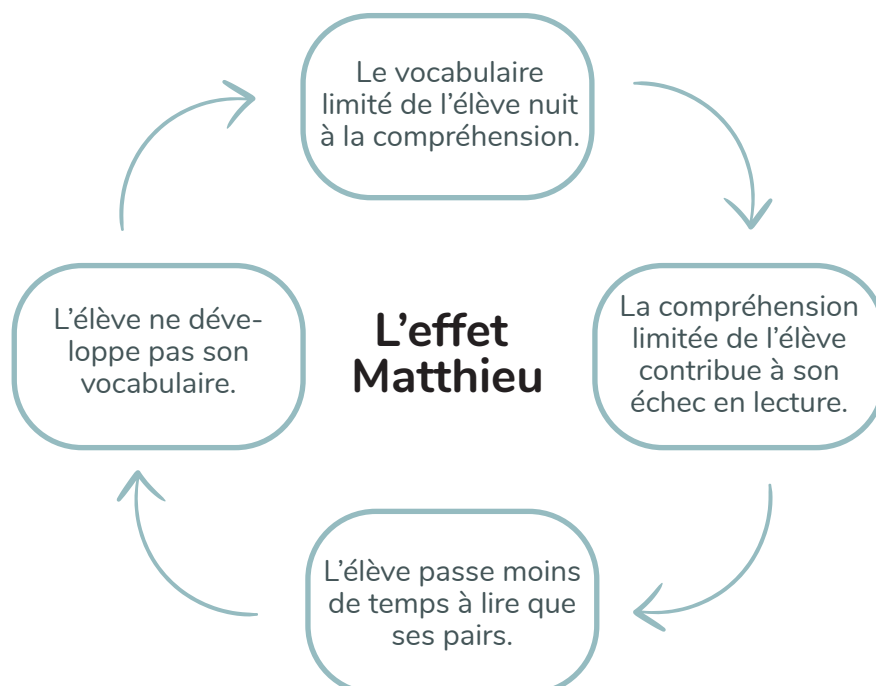 Le vocabulaire
limité de l’élève nuit
à la compréhension.
La compréhension
limitée de l’élève
contribue à son
échec en lecture.
L’élève passe moins
de temps à lire que
ses pairs.
L’élève ne déve-
loppe pas son
vocabulaire.
L’effet
Matthieu